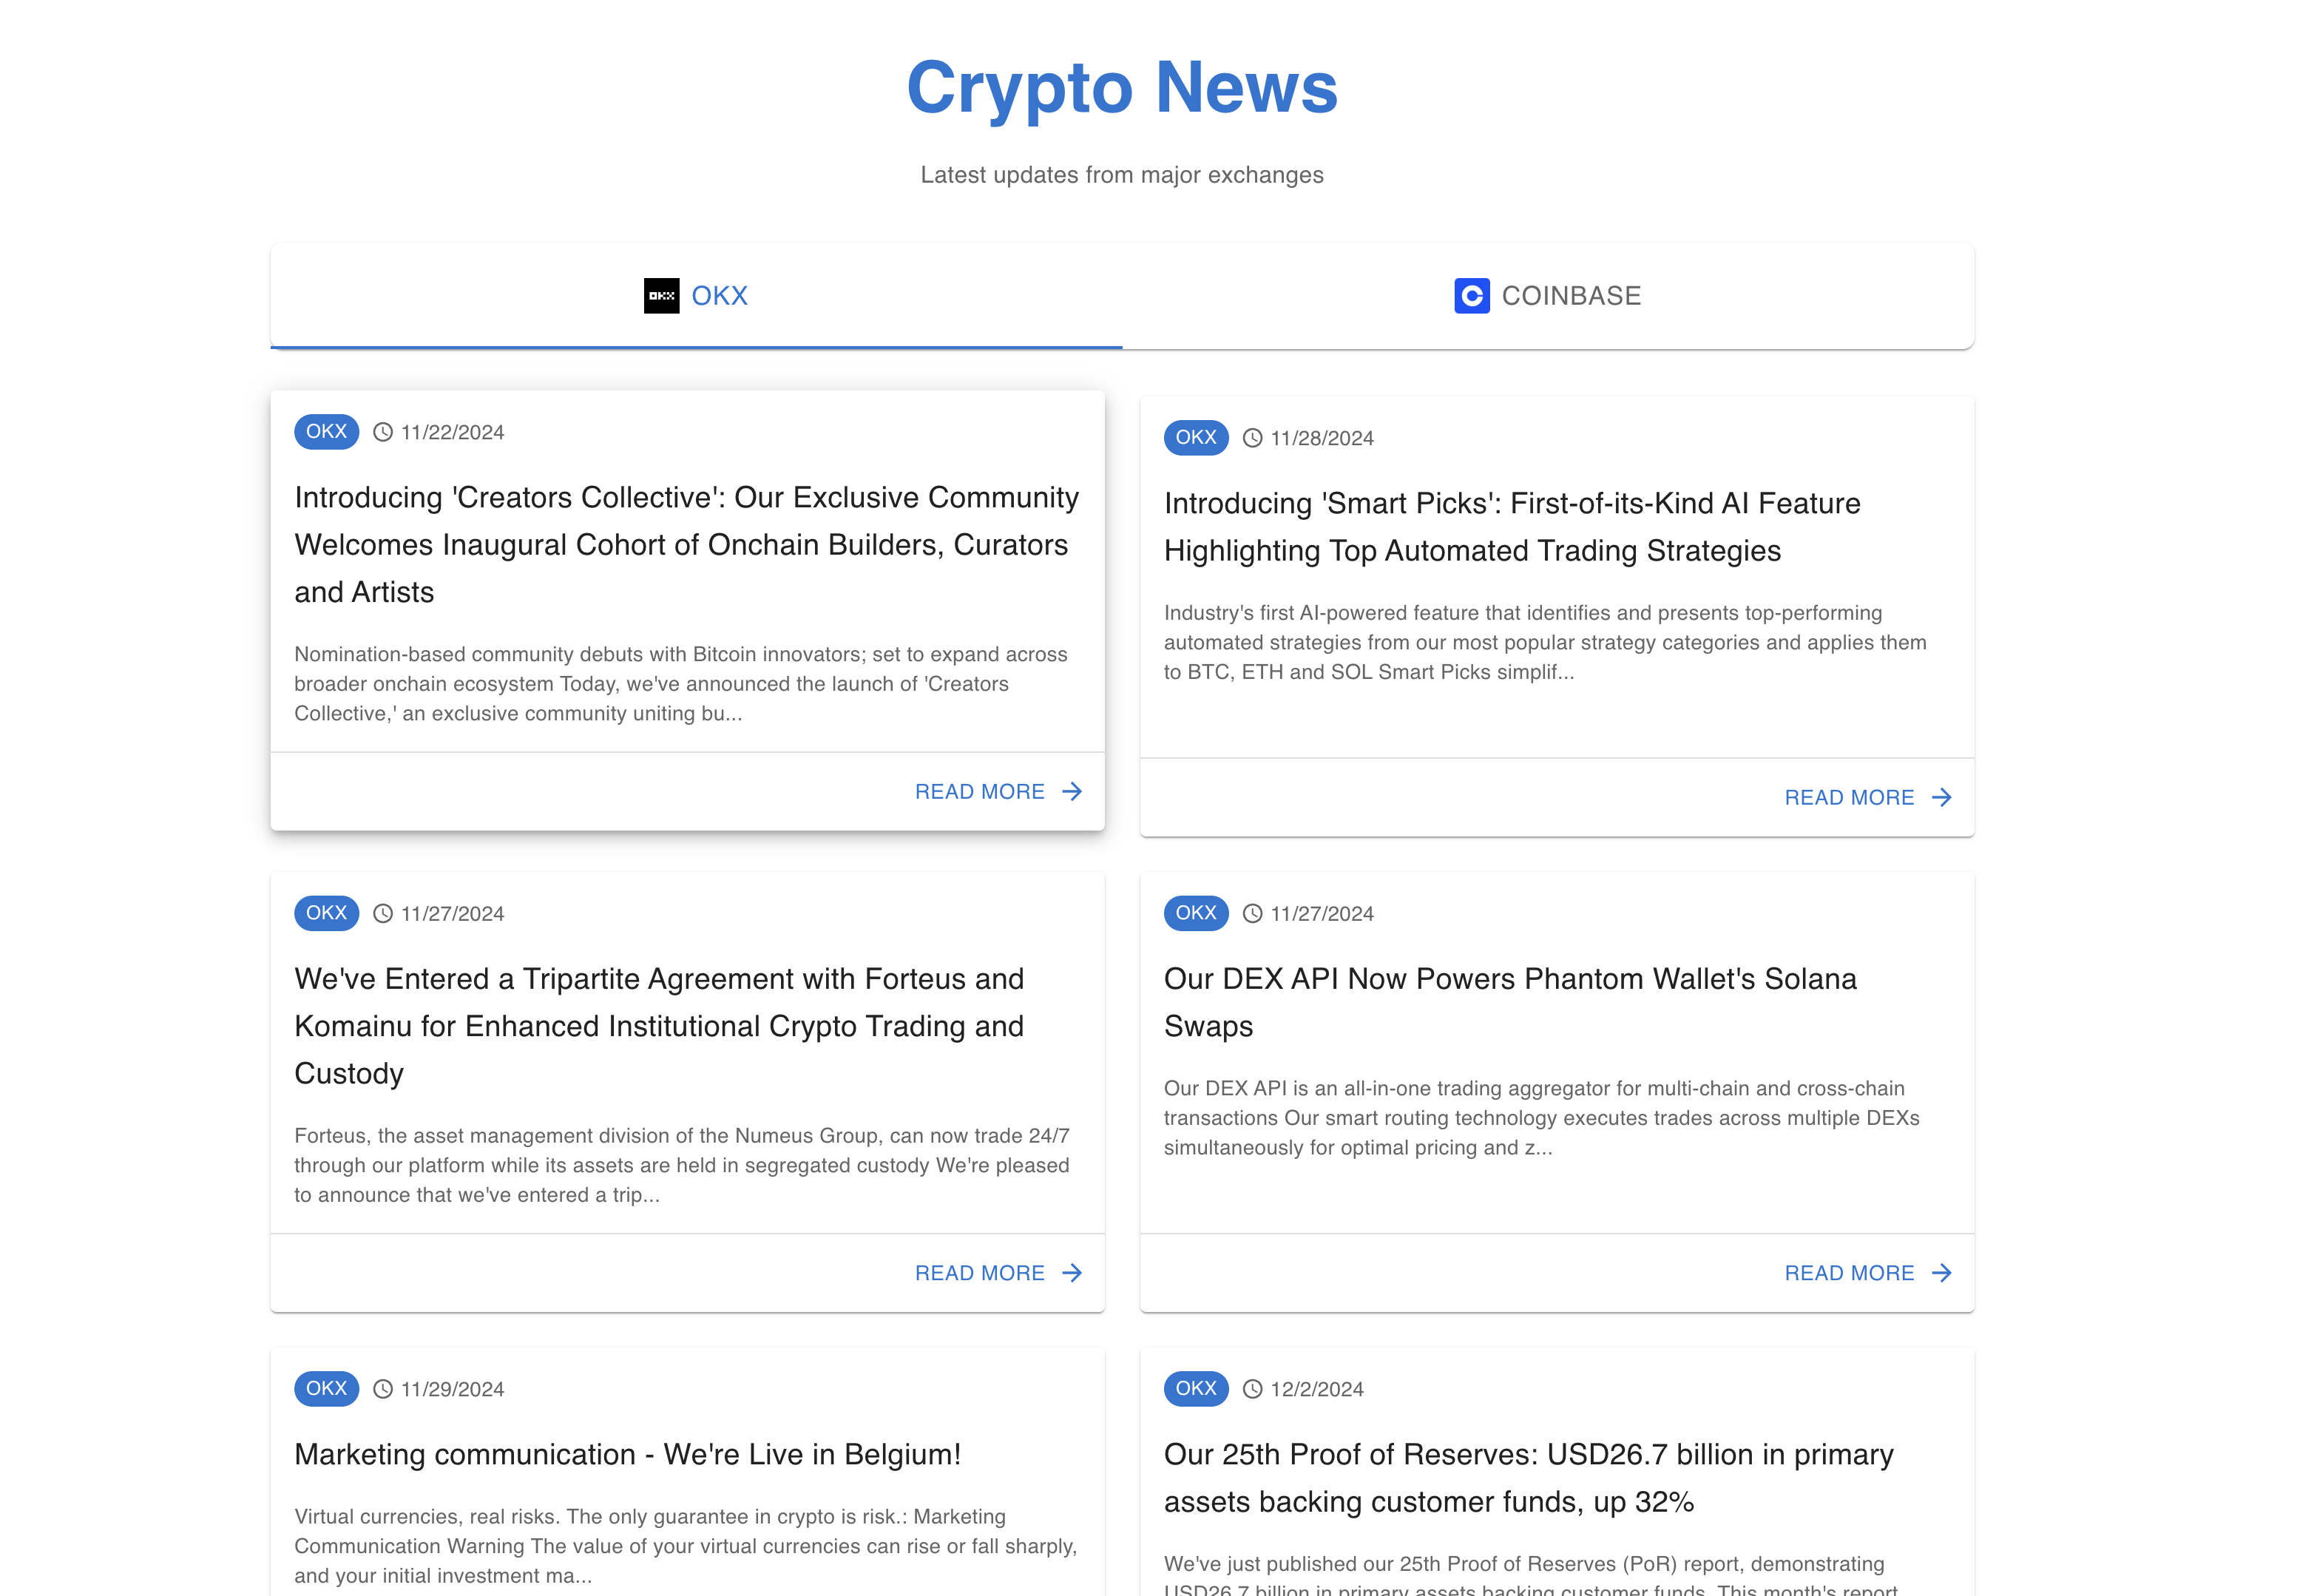 Crypto News
Latest updates from major exchanges
OKX OKX
COINBASE
OKX 11/22/2024
Introducing 'Creators Collective': Our Exclusive Community
Welcomes Inaugural Cohort of Onchain Builders, Curators
and Artists
Nomination-based community debuts with Bitcoin innovators; set to expand across
broader onchain ecosystem Today, we've announced the launch of 'Creators
Collective,' an exclusive community uniting bu...
READ MORE
OKX 11/28/2024
Introducing 'Smart Picks': First-of-its-Kind AI Feature
Highlighting Top Automated Trading Strategies
Industry's first AI-powered feature that identifies and presents top-performing
automated strategies from our most popular strategy categories and applies them
to BTC, ETH and SOL Smart Picks simplif...
READ MORE
OKX 11/27/2024
We've Entered a Tripartite Agreement with Forteus and
Komainu for Enhanced Institutional Crypto Trading and
Custody
Forteus, the asset management division of the Numeus Group, can now trade 24/7
through our platform while its assets are held in segregated custody We're pleased
to announce that we've entered a trip...
READ MORE
OKX 11/27/2024
Our DEX API Now Powers Phantom Wallet's Solana
Swaps
Our DEX API is an all-in-one trading aggregator for multi-chain and cross-chain
transactions Our smart routing technology executes trades across multiple DEXs
simultaneously for optimal pricing and z...
READ MORE
OKX 11/29/2024
Marketing communication - We're Live in Belgium!
Virtual currencies, real risks. The only guarantee in crypto is risk.: Marketing
Communication Warning The value of your virtual currencies can rise or fall sharply,
and your initial investment ma...
OKX 12/2/2024
Our 25th Proof of Reserves: USD26.7 billion in primary
assets backing customer funds, up 32%
We've just published our 25th Proof of Reserves (PoR) report, demonstrating
USD26.7 billion in primary assets backing customer funds. This month's report